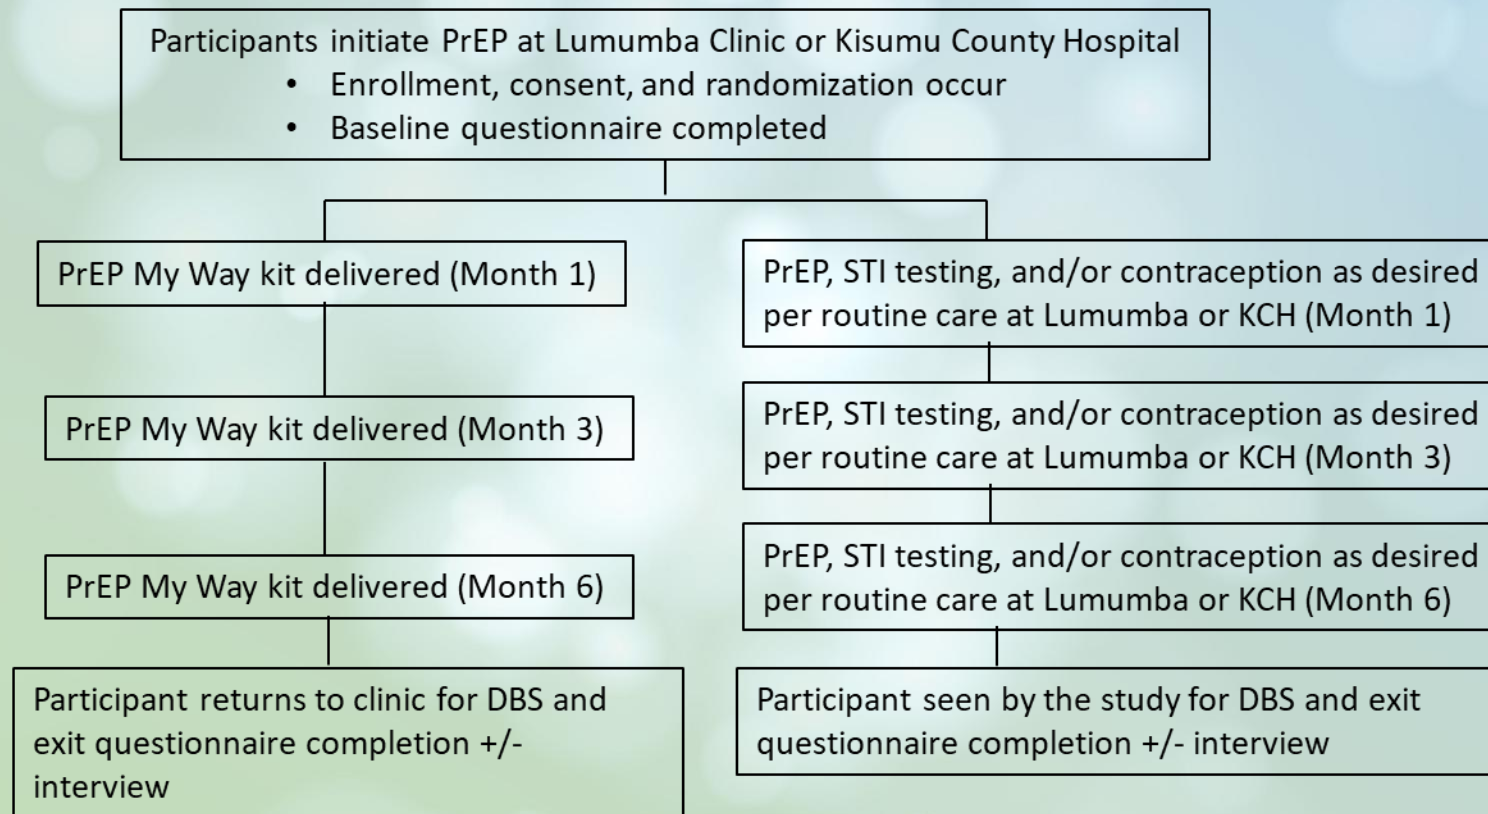 Participants initiate PrEP at Lumumba Clinic or Kisumu County Hospital
• Enrollment, consent, and randomization occur
• Baseline questionnaire completed
PrEP My Way kit delivered (Month 1)
PrEP My Way kit delivered (Month 3)
PrEP My Way kit delivered (Month 6)
Participant returns to clinic for DBS and
exit questionnaire completion +/-
interview
PrEP, STI testing, and/or contraception as desired
per routine care at Lumumba or KCH (Month 1)
PrEP, STI testing, and/or contraception as desired
per routine care at Lumumba or KCH (Month 3)
PrEP, STI testing, and/or contraception as desired
per routine care at Lumumba or KCH (Month 6)
Participant seen by the study for DBS and exit
questionnaire completion +/- interview